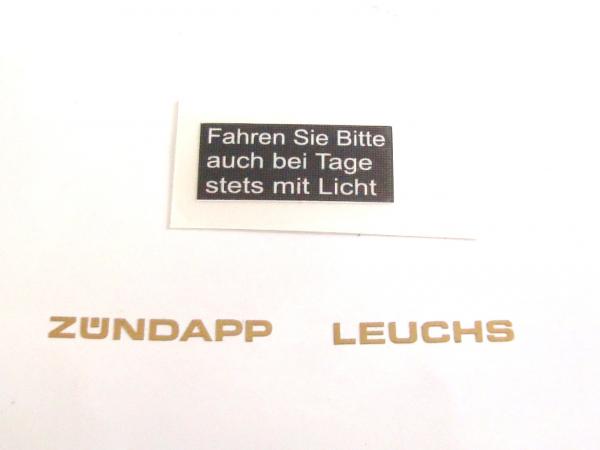 Fahren Sie Bitte
auch bei Tage
stets mit Licht
ZÜNDAPP LEUCHS